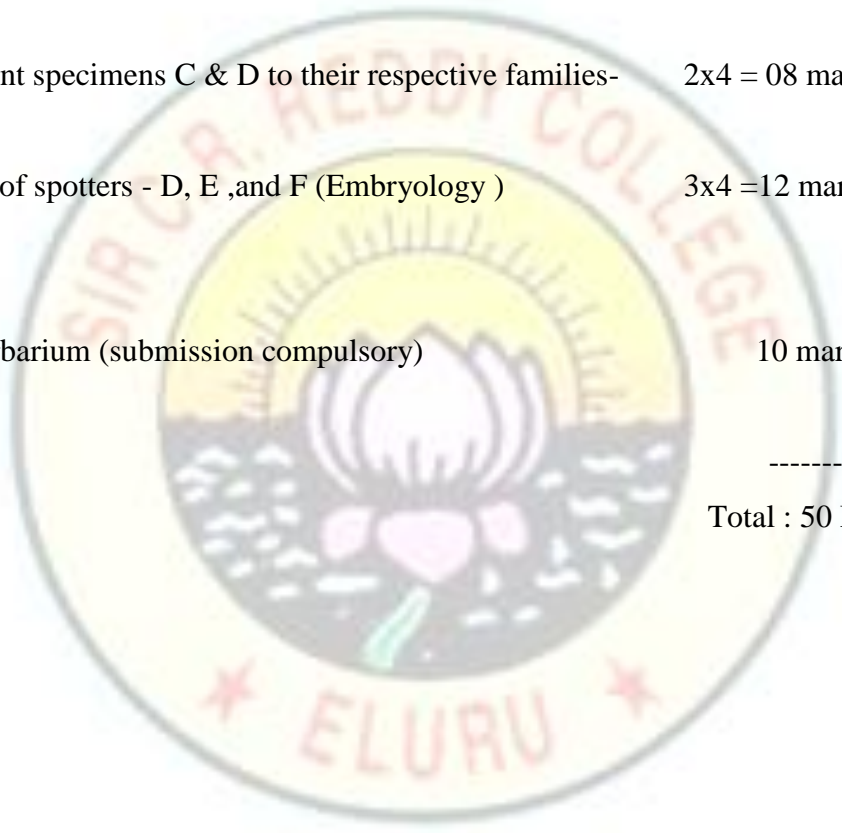 nt specimens C & D to their respective families- 2x4 = 08 ma
of spotters - D, E ,and F (Embryology ) 3x4 =12 mar
barium (submission compulsory) 10 mar
-------
Total : 50
SIR C. R. REDDY COLLEGE
★ ELURU ★